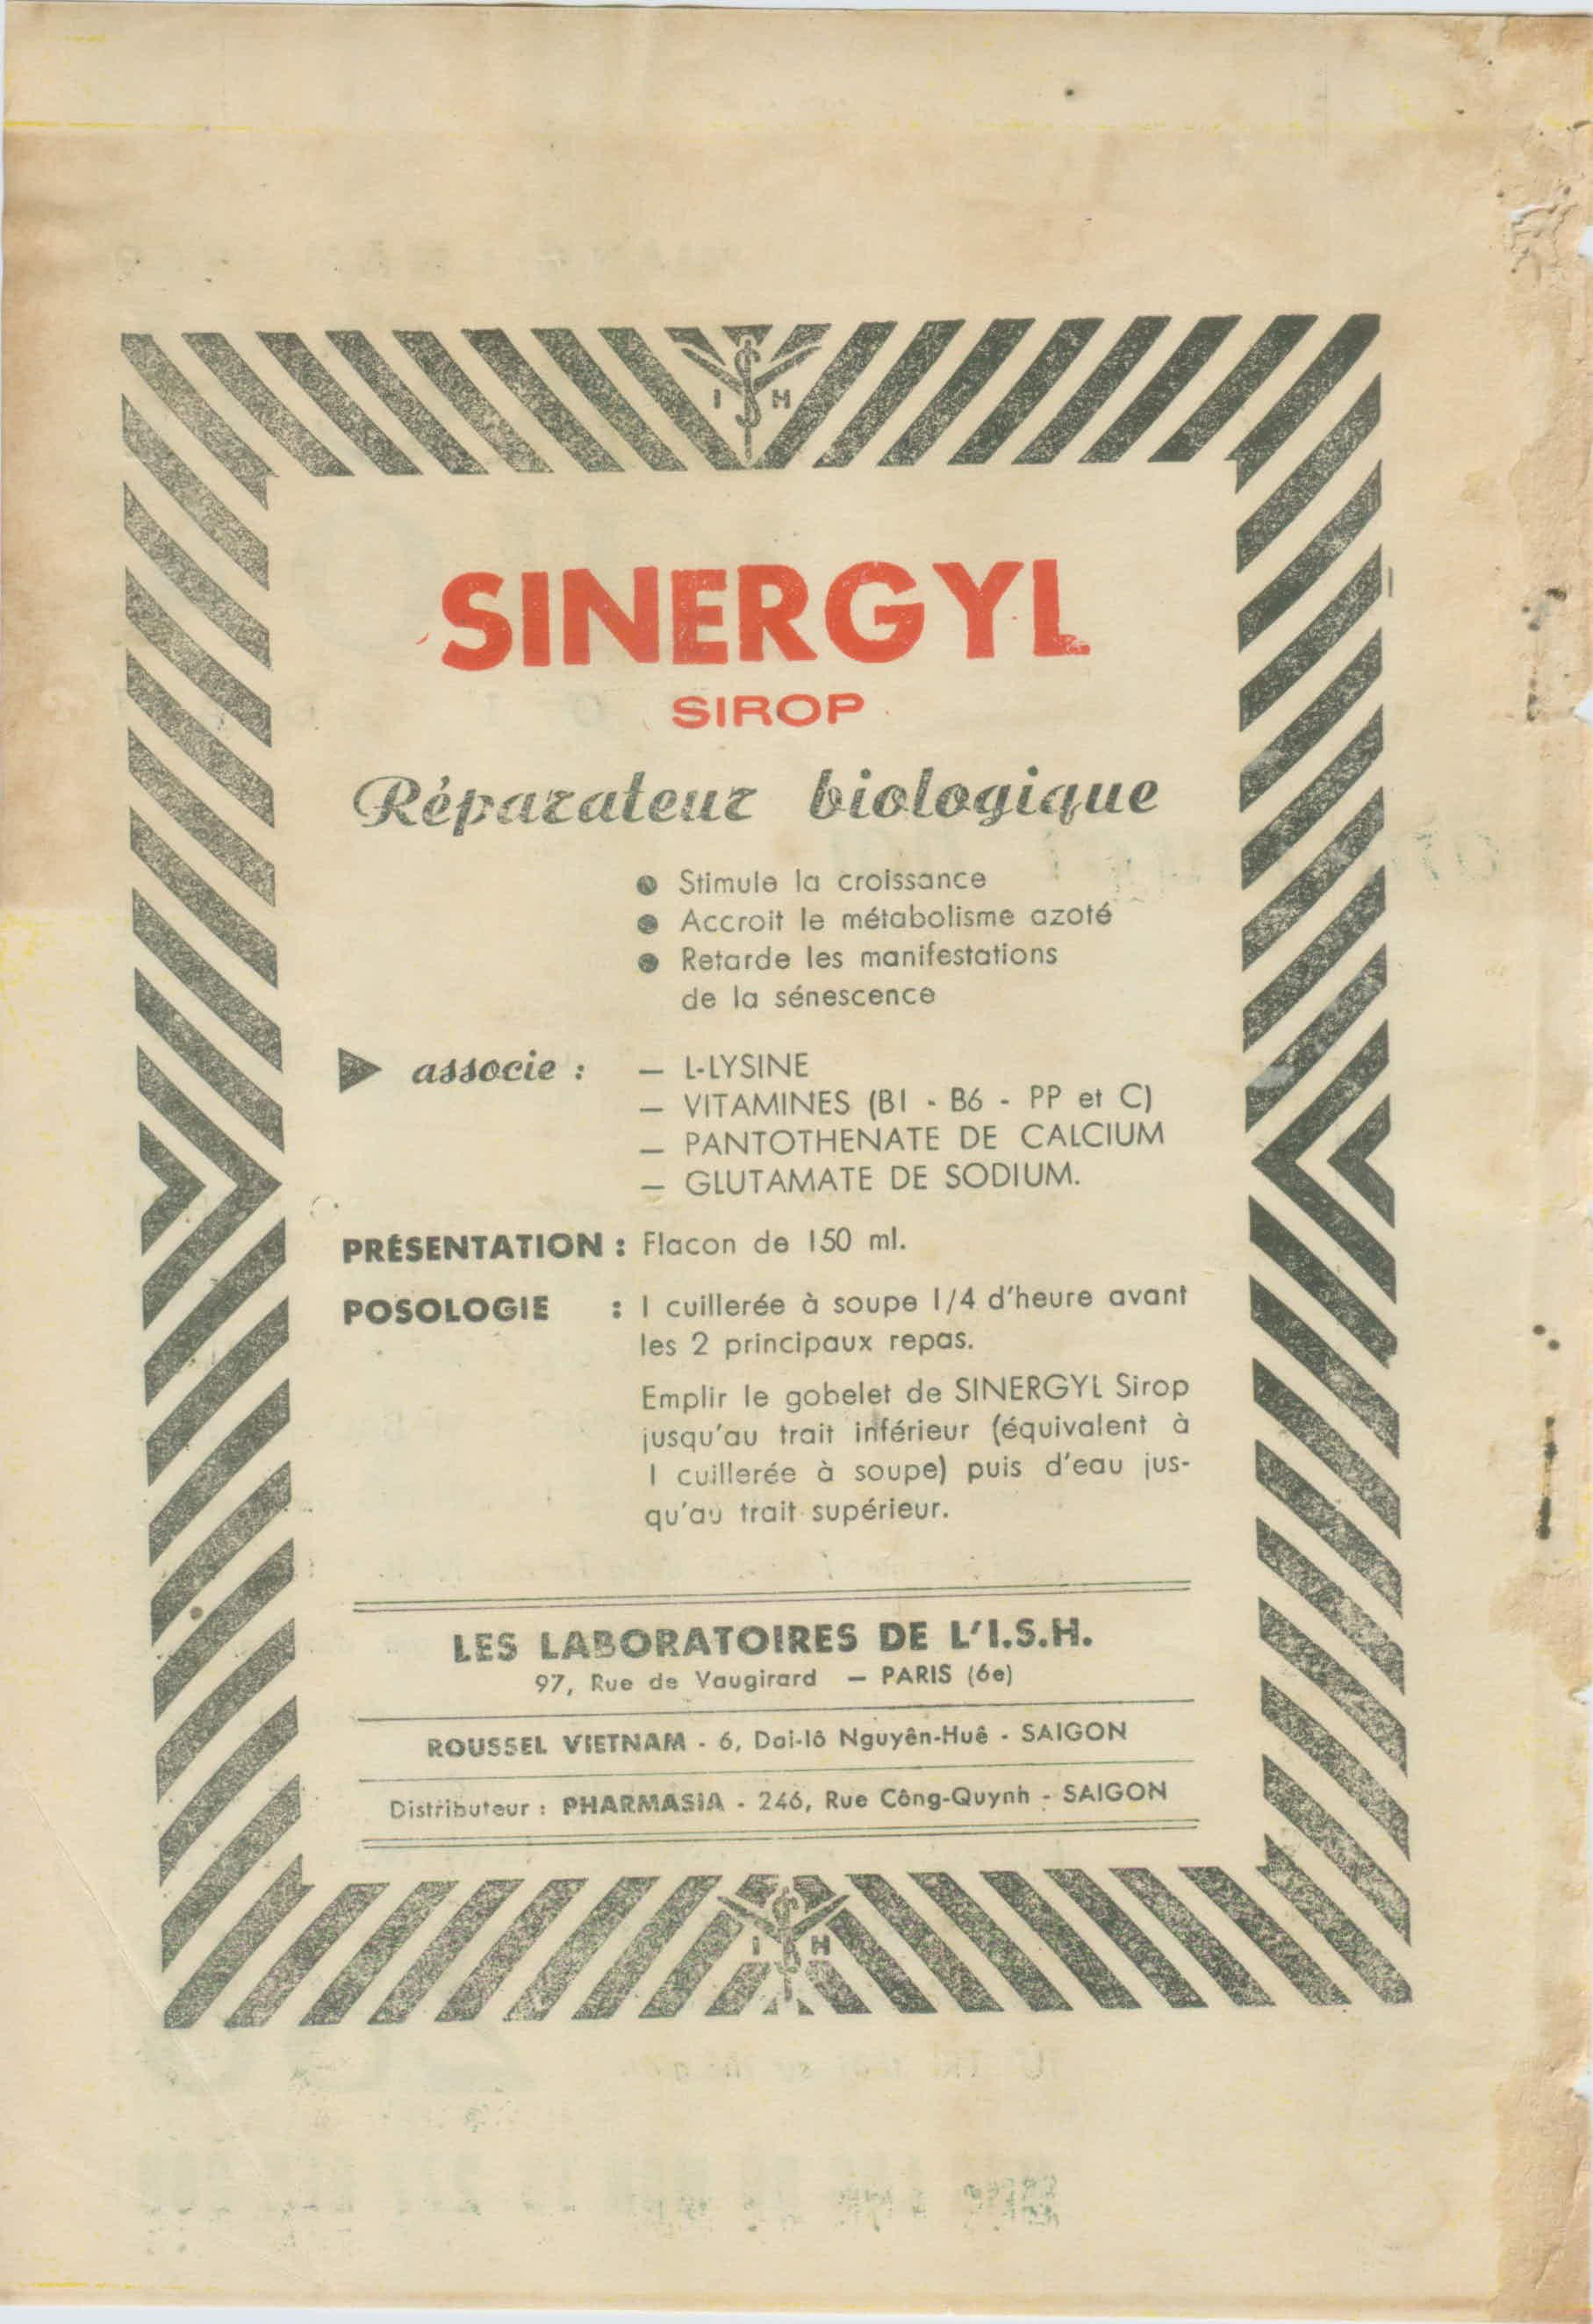 I H
SINERGYL
SIROP
Réparateur biologique
● Stimule la croissance
● Accroit le métabolisme azoté
● Retarde les manifestations
de la sénescence
▶ associe : — L-LYSINE
— VITAMINES (B1 - B6 - PP et C)
— PANTOTHENATE DE CALCIUM
— GLUTAMATE DE SODIUM.
PRÉSENTATION : Flacon de 150 ml.
POSOLOGIE : 1 cuillerée à soupe 1/4 d'heure avant
les 2 principaux repas.
Emplir le gobelet de SINERGYL Sirop
jusqu'au trait inférieur (équivalent à
1 cuillerée à soupe) puis d'eau jus-
qu'au trait supérieur.
LES LABORATOIRES DE L'I.S.H.
97, Rue de Vaugirard — PARIS (6e)
ROUSSEL VIETNAM - 6, Dai-lô Nguyên-Huê - SAIGON
Distributeur : PHARMASIA - 246, Rue Công-Quynh - SAIGON
I H